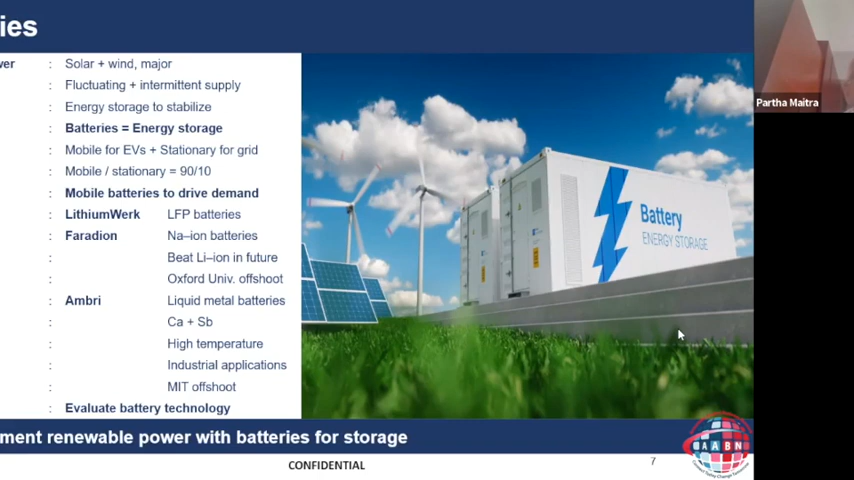 ies
wer : Solar + wind, major
: Fluctuating + intermittent supply
: Energy storage to stabilize
: Batteries = Energy storage
: Mobile for EVs + Stationary for grid
: Mobile / stationary = 90/10
: Mobile batteries to drive demand
: LithiumWerk LFP batteries
: Faradion Na–ion batteries
: Beat Li–ion in future
: Oxford Univ. offshoot
: Ambri Liquid metal batteries
: Ca + Sb
: High temperature
: Industrial applications
: MIT offshoot
: Evaluate battery technology
Battery
ENERGY STORAGE
Partha Maitra
ment renewable power with batteries for storage
CONFIDENTIAL
7
AABN